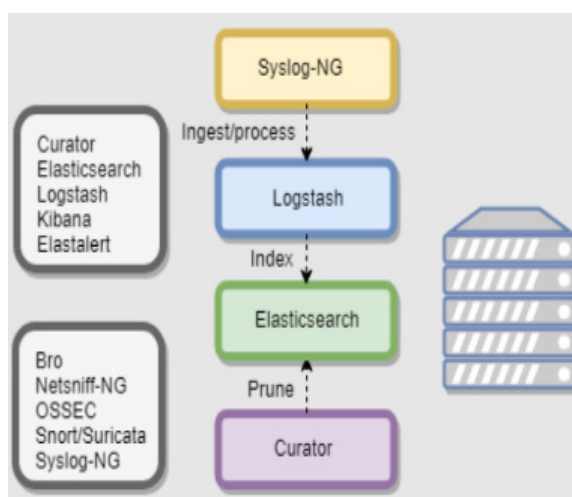 Syslog-NG
Ingest/process
Curator
Elasticsearch
Logstash
Kibana
Elastalert
Logstash
Index
Elasticsearch
Bro
Netsniff-NG
OSSEC
Snort/Suricata
Syslog-NG
Prune
Curator